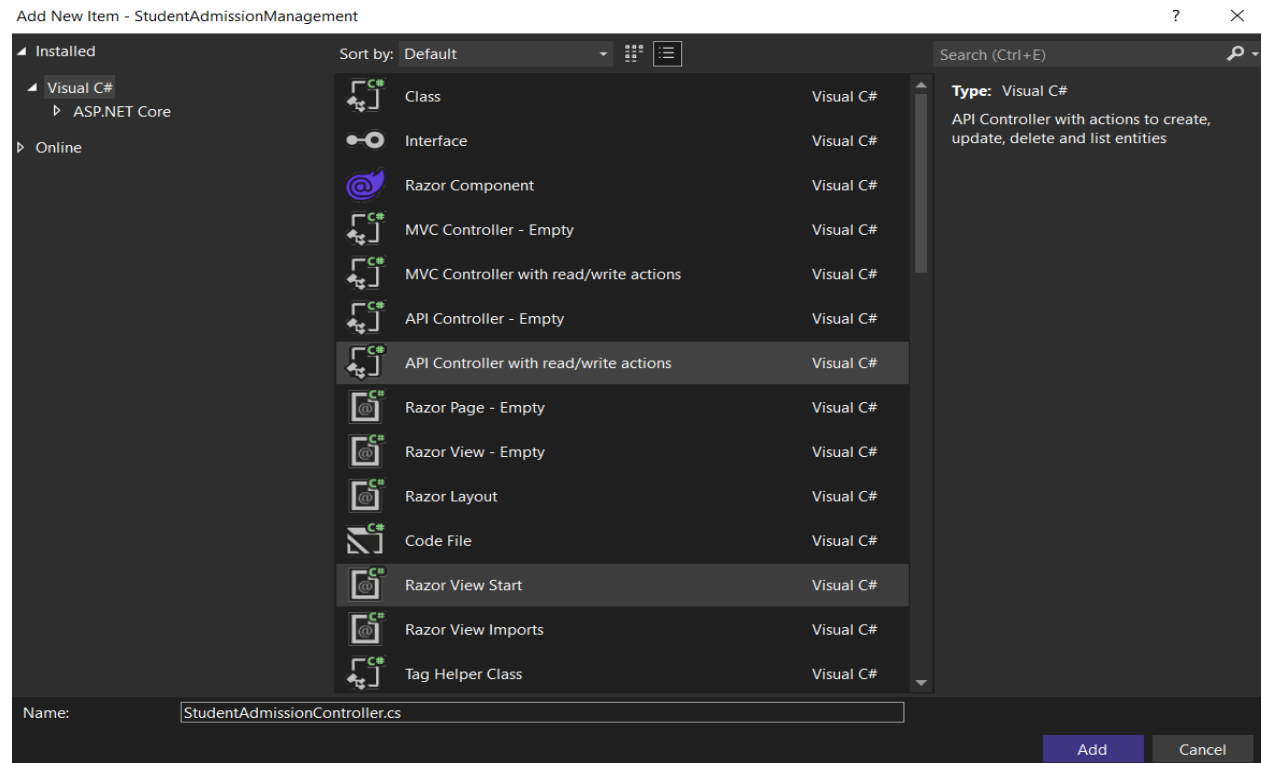 Add New Item - StudentAdmissionManagement ? ×
Installed
Visual C#
ASP.NET Core
Online
Sort by: Default
Search (Ctrl+E)
Class Visual C#
Interface Visual C#
Razor Component Visual C#
MVC Controller - Empty Visual C#
MVC Controller with read/write actions Visual C#
API Controller - Empty Visual C#
API Controller with read/write actions Visual C#
Razor Page - Empty Visual C#
Razor View - Empty Visual C#
Razor Layout Visual C#
Code File Visual C#
Razor View Start Visual C#
Razor View Imports Visual C#
Tag Helper Class Visual C#
Type: Visual C#
API Controller with actions to create,
update, delete and list entities
Name: StudentAdmissionController.cs
Add Cancel